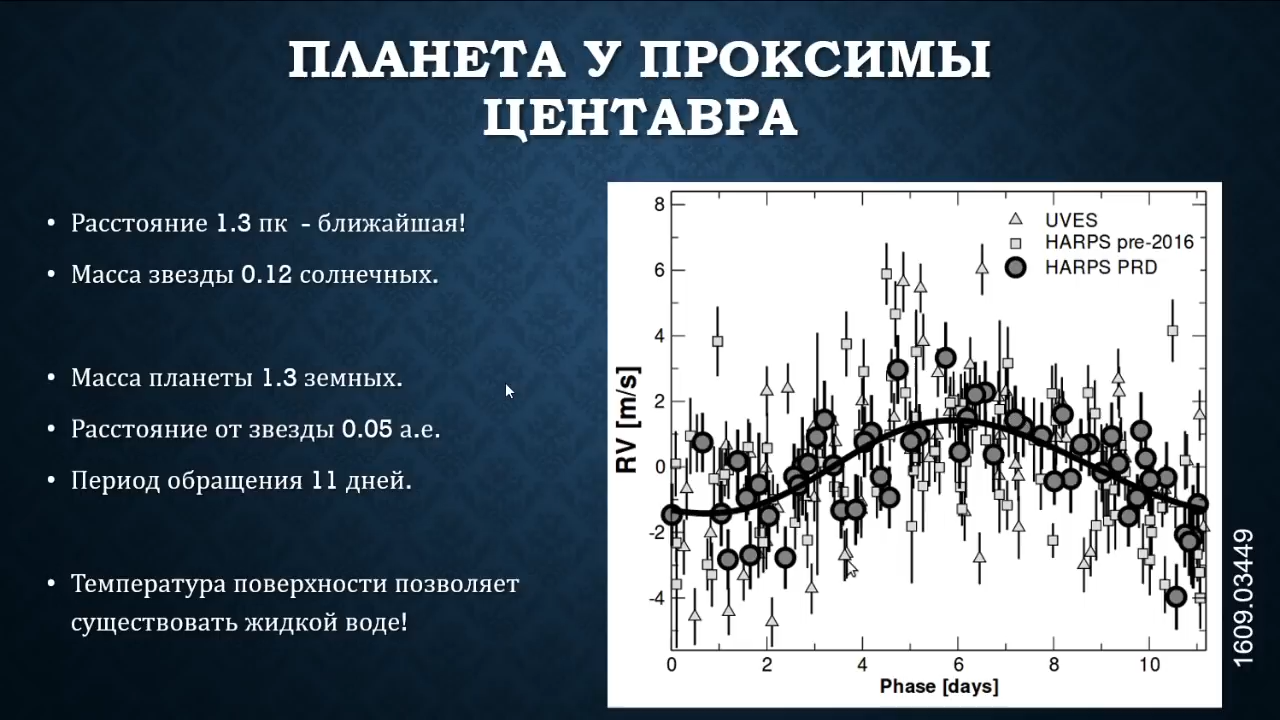 ПЛАНЕТА У ПРОКСИМЫ
ЦЕНТАВРА
• Расстояние 1.3 пк - ближайшая!
• Масса звезды 0.12 солнечных.
• Масса планеты 1.3 земных.
• Расстояние от звезды 0.05 а.е.
• Период обращения 11 дней.
• Температура поверхности позволяет
существовать жидкой воде!
UVES
HARPS pre-2016
HARPS PRD
RV [m/s]
8
6
4
2
0
-2
-4
0 2 4 6 8 10
Phase [days]
1609.03449